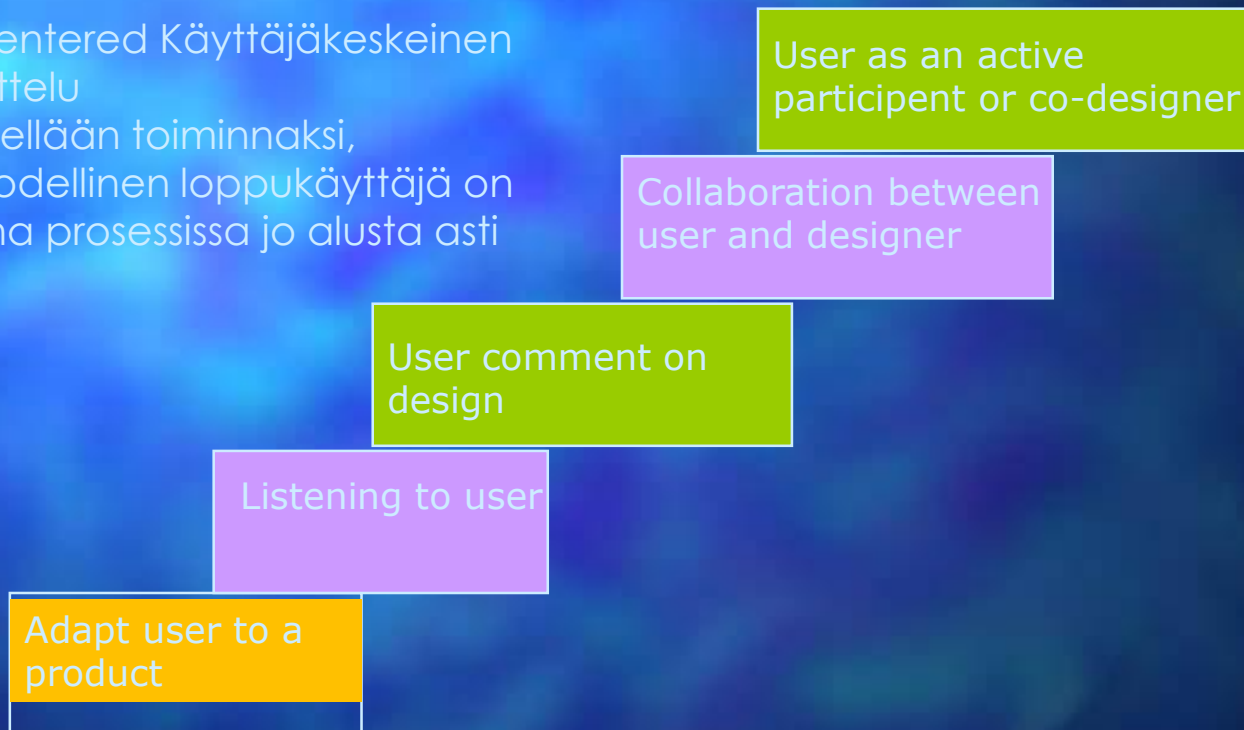 entered Käyttäjäkeskeinen
ttelu
ellään toiminnaksi,
odellinen loppukäyttäjä on
na prosessissa jo alusta asti
User as an active
participent or co-designer
Collaboration between
user and designer
User comment on
design
Listening to user
Adapt user to a
product